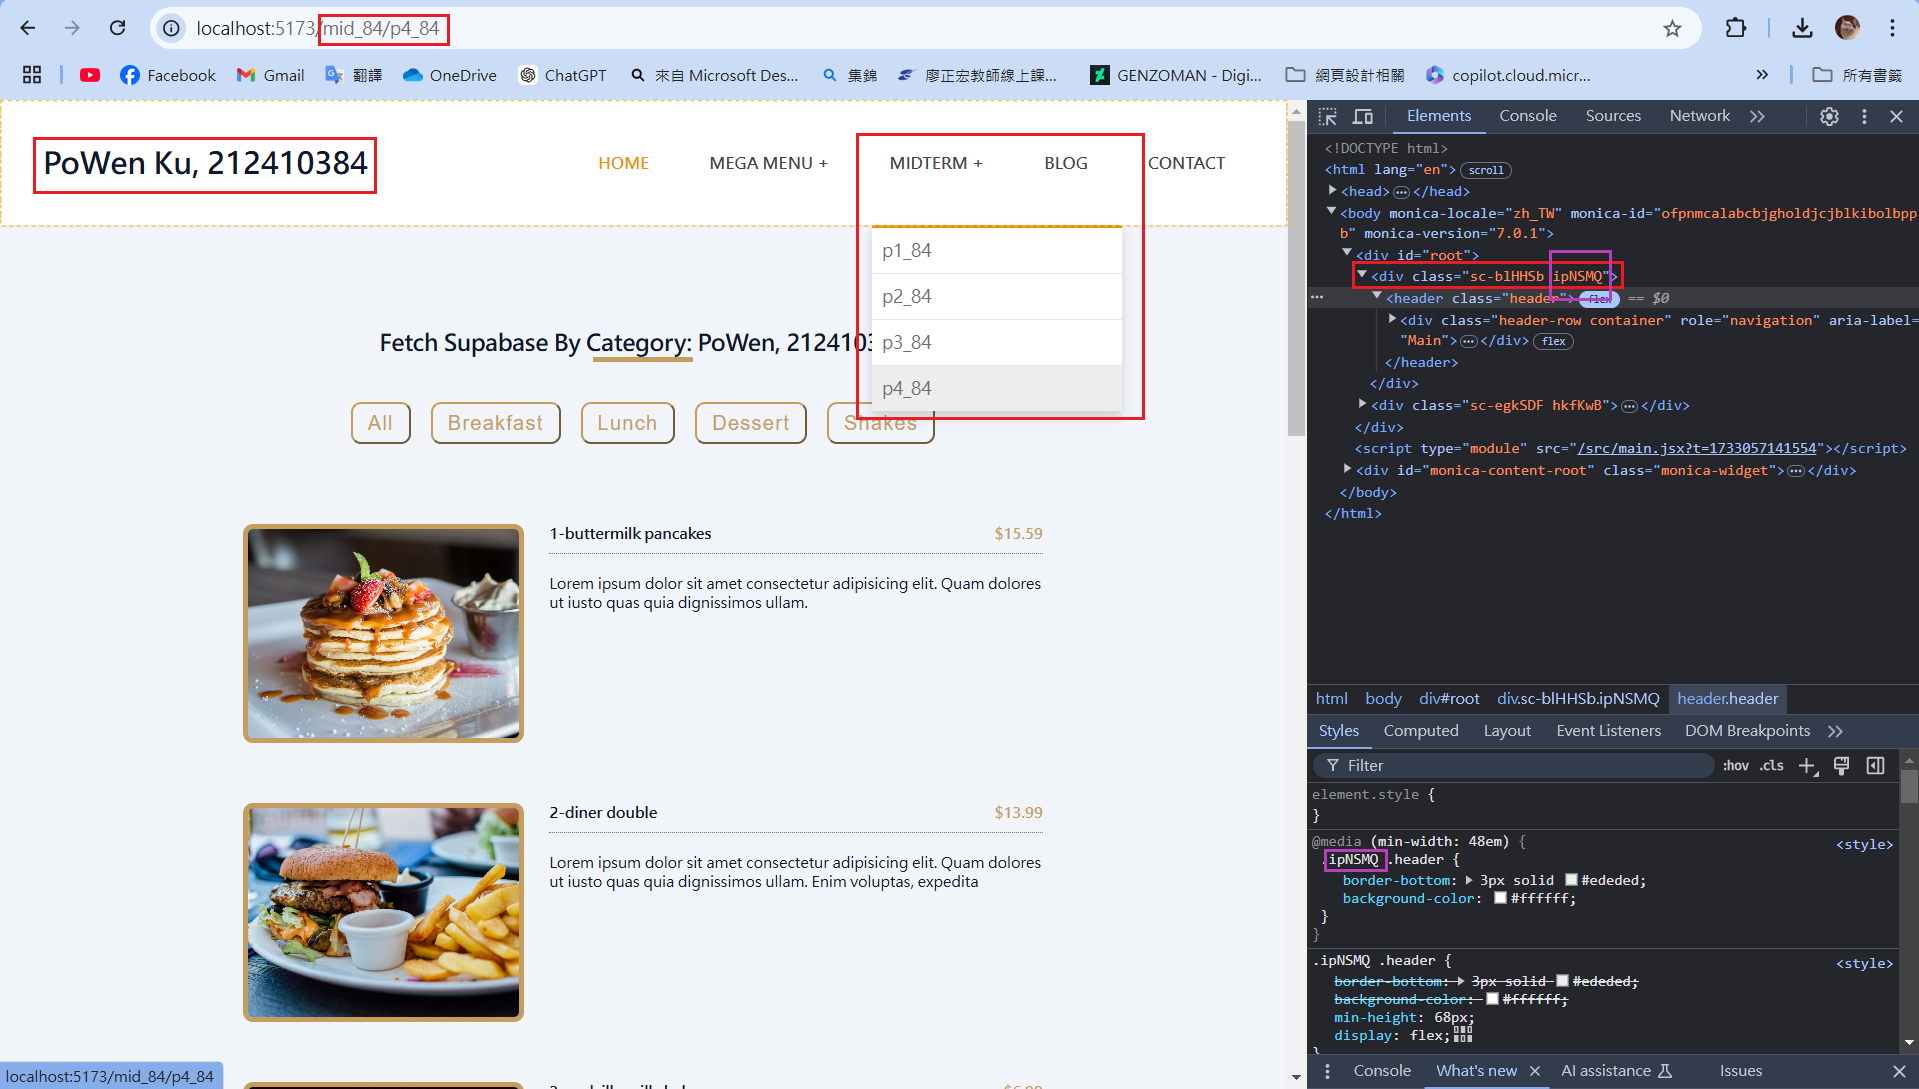 localhost:5173/mid_84/p4_84
Facebook
Gmail
翻譯
OneDrive
ChatGPT
來自 Microsoft Des...
集錦
廖正宏教師線上課...
GENZOMAN - Digi...
網頁設計相關
copilot.cloud.micr...
所有書籤
PoWen Ku, 212410384
HOME
MEGA MENU +
MIDTERM +
BLOG
CONTACT
p1_84
p2_84
p3_84
p4_84
Fetch Supabase By Category: PoWen, 212410
All
Breakfast
Lunch
Dessert
Shakes
1-buttermilk pancakes
$15.59
Lorem ipsum dolor sit amet consectetur adipisicing elit. Quam dolores
ut iusto quas quia dignissimos ullam.
2-diner double
$13.99
Lorem ipsum dolor sit amet consectetur adipisicing elit. Quam dolores
ut iusto quas quia dignissimos ullam. Enim voluptas, expedita
localhost:5173/mid_84/p4_84
Elements
Console
Sources
Network
<!DOCTYPE html>
<html lang="en"> scroll
<head> ••• </head>
<body monica-locale="zh_TW" monica-id="ofpnmcalabcbjgholdjcjblkibolbpp
b" monica-version="7.0.1">
<div id="root">
<div class="sc-blHHSb ipNSMQ">
<header class="header"> flex == $0
<div class="header-row container" role="navigation" aria-label=
"Main"> ••• </div> flex
</header>
</div>
<div class="sc-egkSDF hkfKwB"> ••• </div>
</div>
<script type="module" src="/src/main.jsx?t=1733057141554"></script>
<div id="monica-content-root" class="monica-widget"> ••• </div>
</body>
</html>
html
body
div#root
div.sc-blHHSb.ipNSMQ
header.header
Styles
Computed
Layout
Event Listeners
DOM Breakpoints
Filter
:hov
.cls
element.style {
}
@media (min-width: 48em) {
<style>
.ipNSMQ .header {
border-bottom: 3px solid #ededed;
background-color: #ffffff;
}
}
.ipNSMQ .header {
<style>
border-bottom: 3px solid #ededed;
background-color: #ffffff;
min-height: 68px;
display: flex;
Console
What's new
AI assistance
Issues